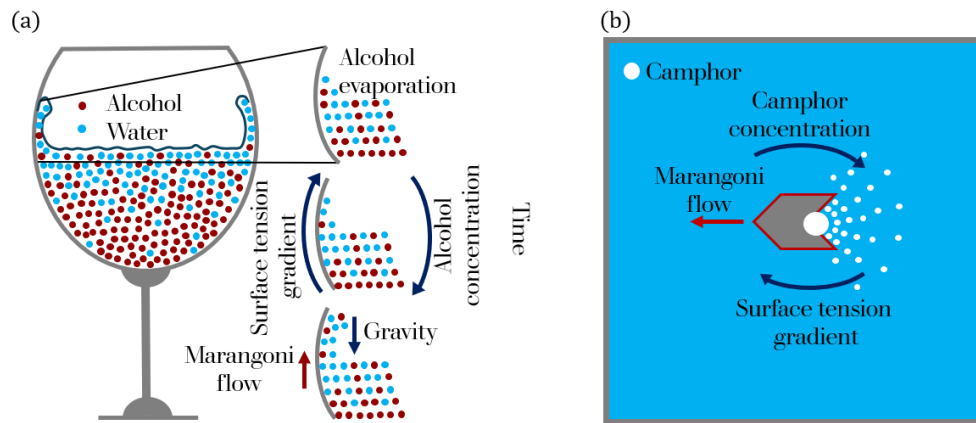 (a)
Alcohol
Water
Alcohol
evaporation
Surface tension
gradient
Alcohol
concentration
Time
Gravity
Marangoni
flow
(b)
Camphor
Camphor
concentration
Marangoni
flow
Surface tension
gradient